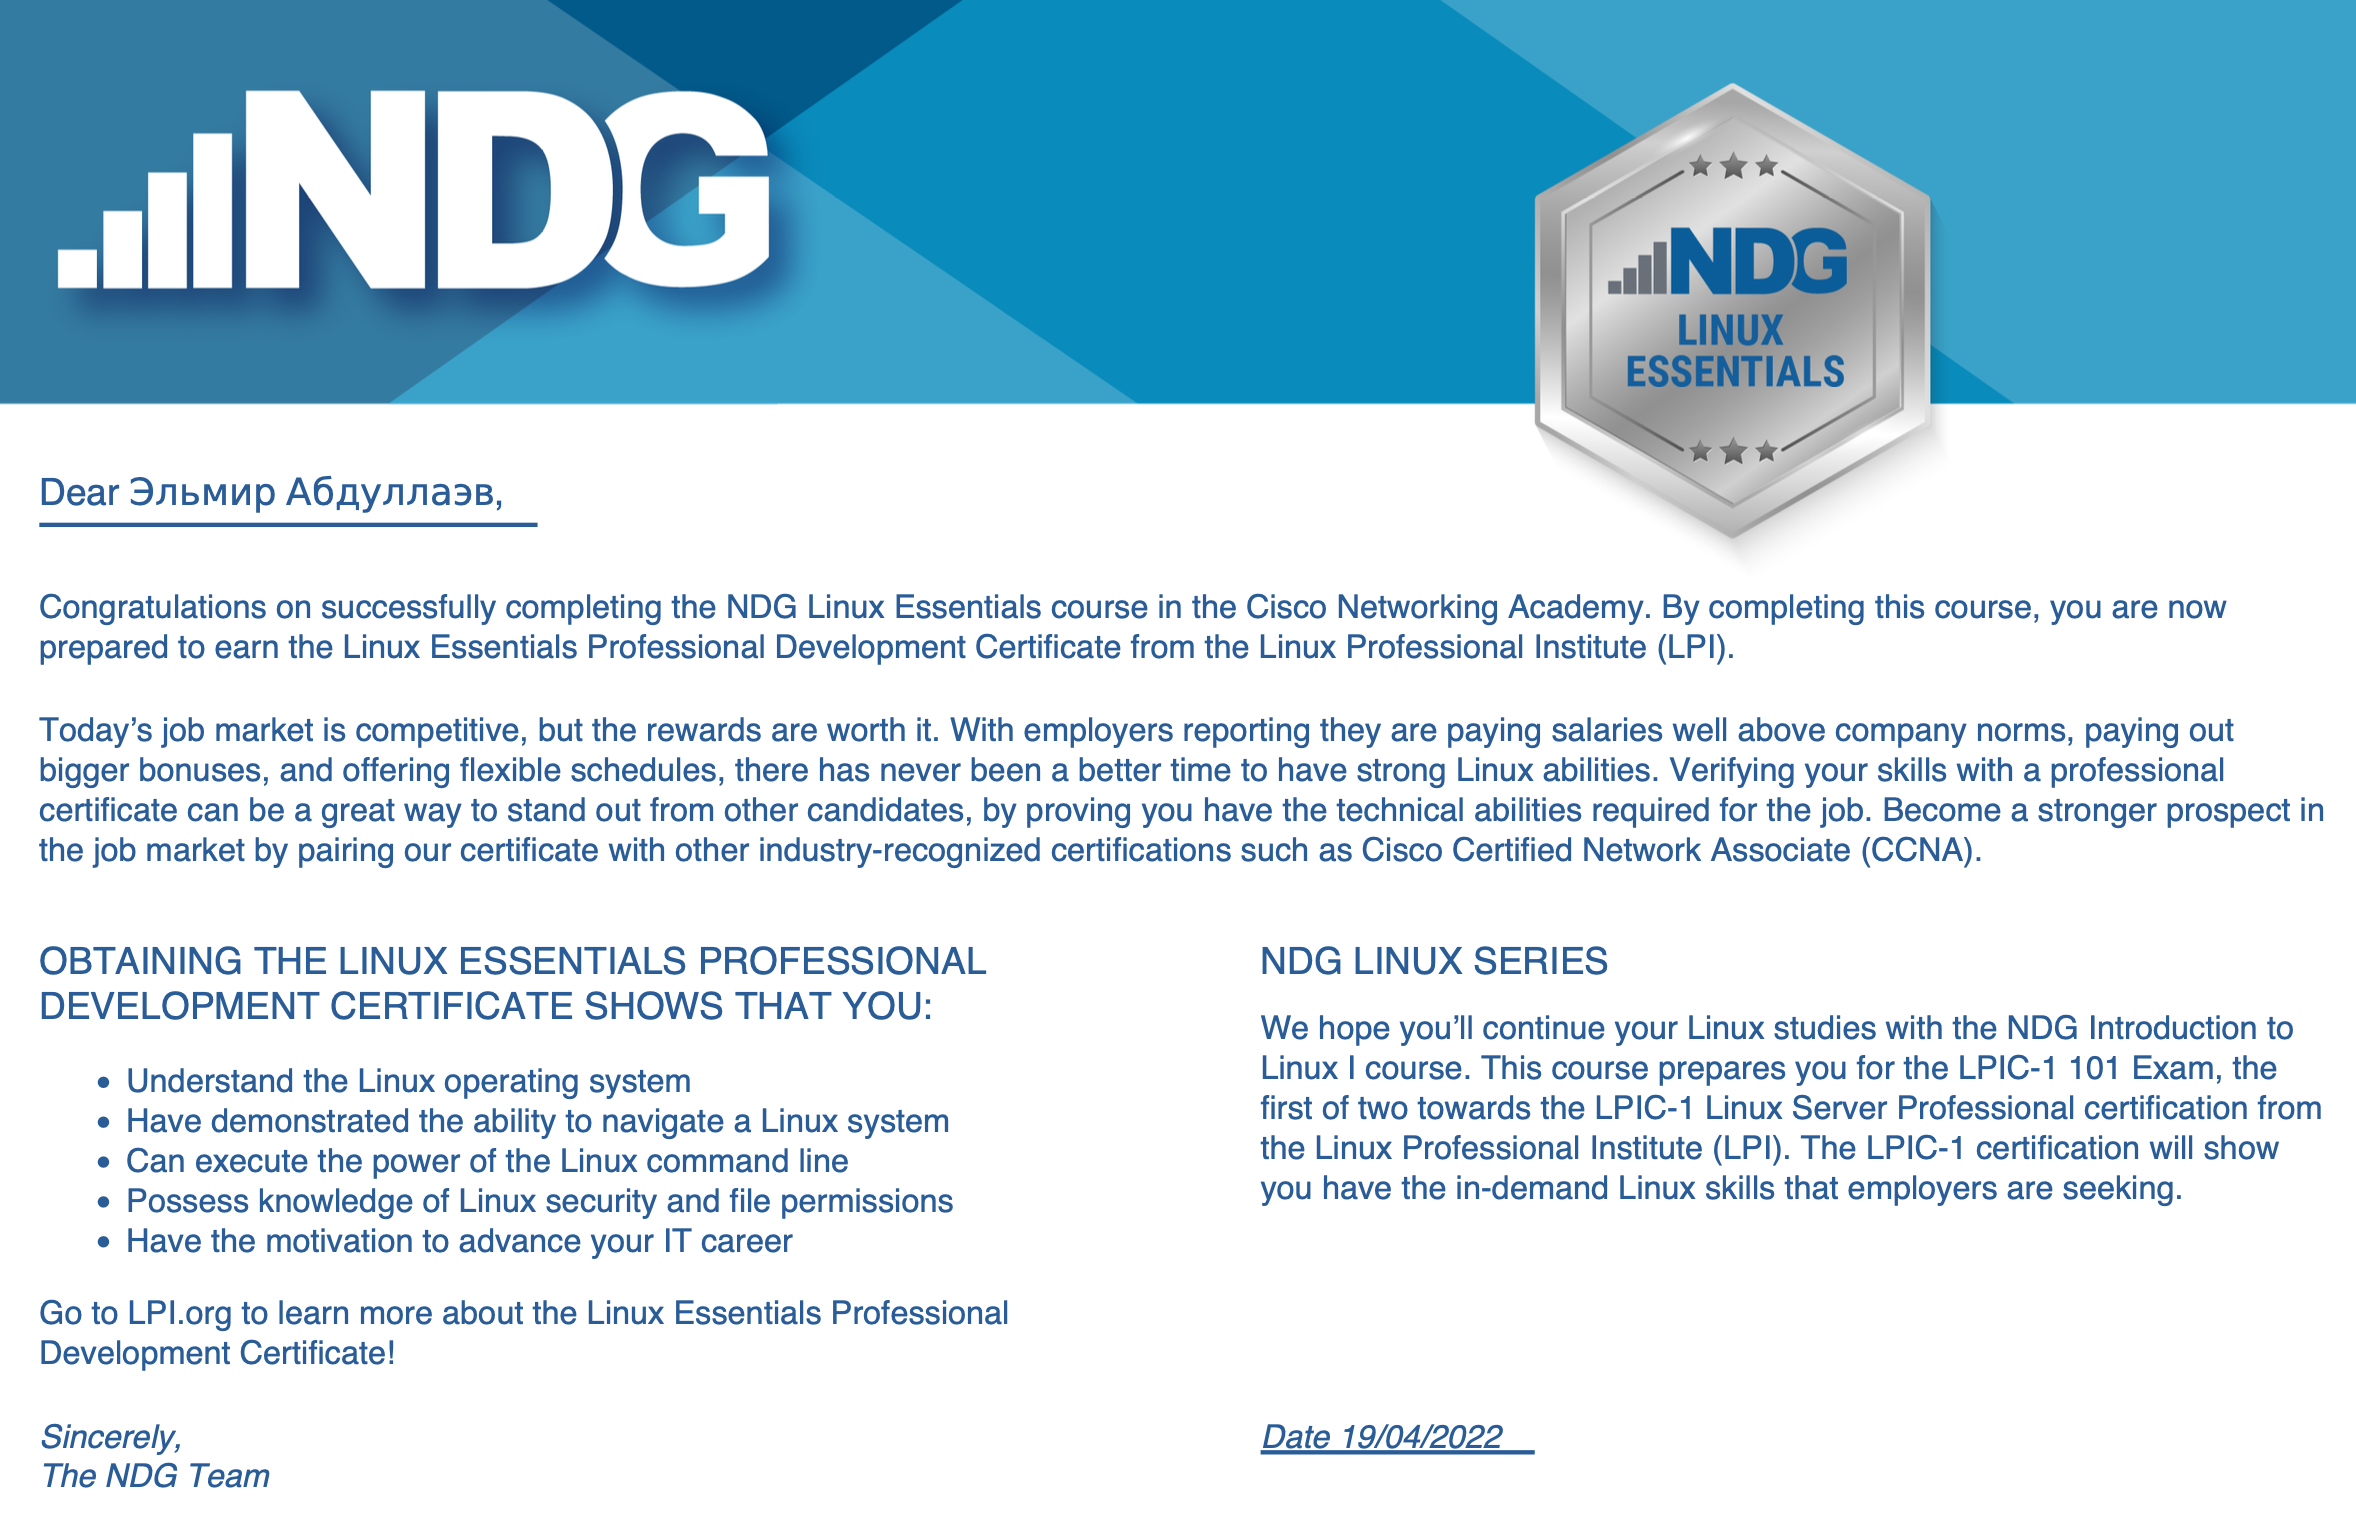 NDG
NDG
LINUX
ESSENTIALS
Dear Эльмир Абдуллаэв,
Congratulations on successfully completing the NDG Linux Essentials course in the Cisco Networking Academy. By completing this course, you are now
prepared to earn the Linux Essentials Professional Development Certificate from the Linux Professional Institute (LPI).
Today’s job market is competitive, but the rewards are worth it. With employers reporting they are paying salaries well above company norms, paying out
bigger bonuses, and offering flexible schedules, there has never been a better time to have strong Linux abilities. Verifying your skills with a professional
certificate can be a great way to stand out from other candidates, by proving you have the technical abilities required for the job. Become a stronger prospect in
the job market by pairing our certificate with other industry-recognized certifications such as Cisco Certified Network Associate (CCNA).
OBTAINING THE LINUX ESSENTIALS PROFESSIONAL
DEVELOPMENT CERTIFICATE SHOWS THAT YOU:
• Understand the Linux operating system
• Have demonstrated the ability to navigate a Linux system
• Can execute the power of the Linux command line
• Possess knowledge of Linux security and file permissions
• Have the motivation to advance your IT career
Go to LPI.org to learn more about the Linux Essentials Professional
Development Certificate!
Sincerely,
The NDG Team
NDG LINUX SERIES
We hope you’ll continue your Linux studies with the NDG Introduction to
Linux I course. This course prepares you for the LPIC-1 101 Exam, the
first of two towards the LPIC-1 Linux Server Professional certification from
the Linux Professional Institute (LPI). The LPIC-1 certification will show
you have the in-demand Linux skills that employers are seeking.
Date 19/04/2022